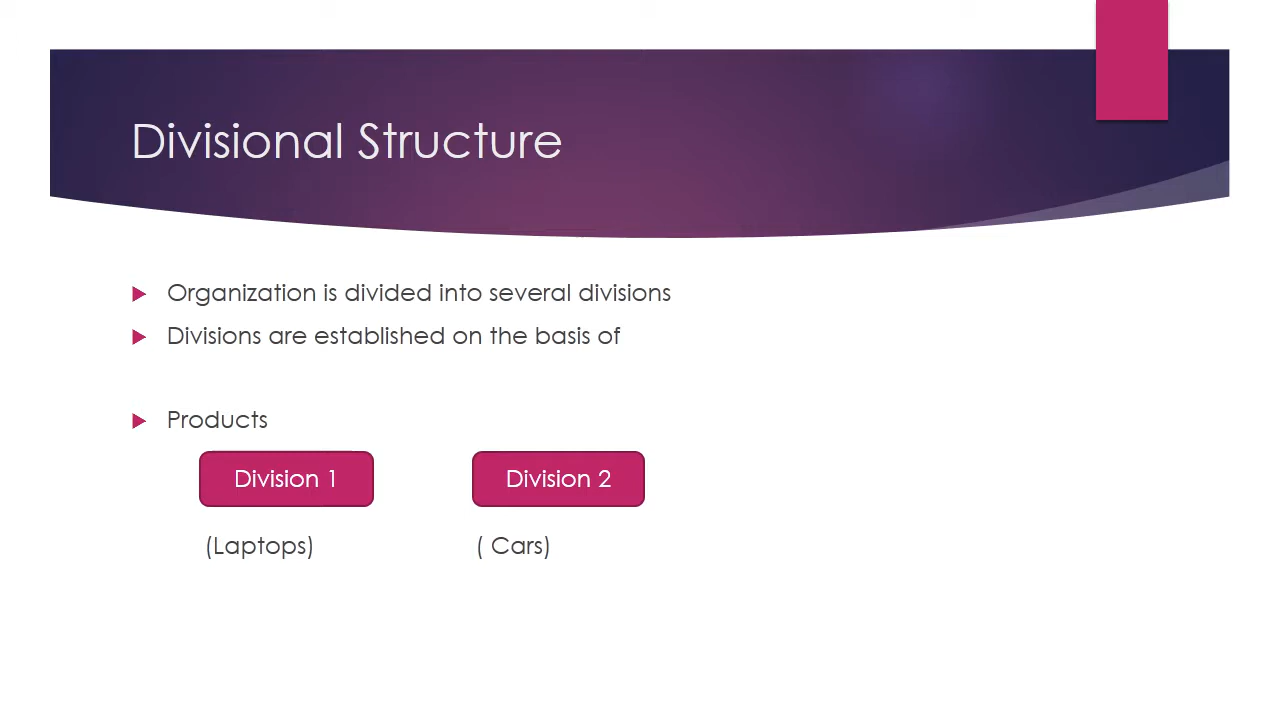 Divisional Structure
Organization is divided into several divisions
Divisions are established on the basis of
Products
Division 1 Division 2
(Laptops) ( Cars)